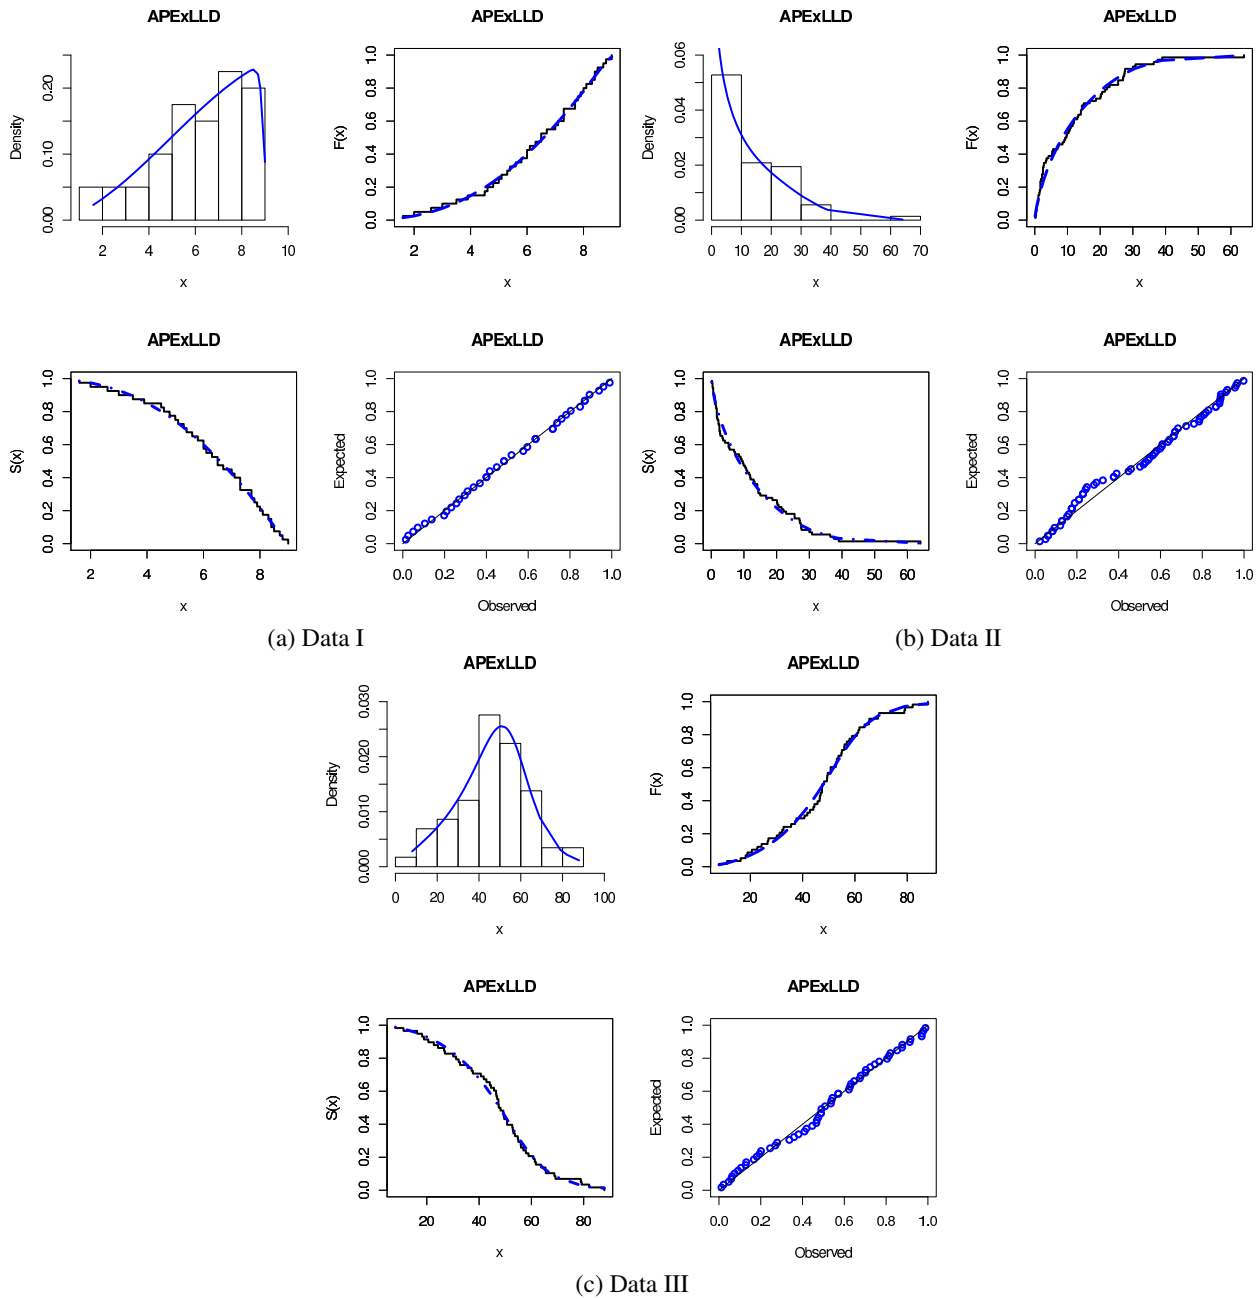 APExLLD
Density
0.00 0.10 0.20
2 4 6 8 10
x
APExLLD
F(x)
0.0 0.2 0.4 0.6 0.8 1.0
2 4 6 8
x
APExLLD
Density
0.00 0.02 0.04 0.06
0 10 20 30 40 50 60 70
x
APExLLD
F(x)
0.0 0.2 0.4 0.6 0.8 1.0
0 10 20 30 40 50 60
x
APExLLD
S(x)
0.0 0.2 0.4 0.6 0.8 1.0
2 4 6 8
x
APExLLD
Expected
0.0 0.2 0.4 0.6 0.8 1.0
0.0 0.2 0.4 0.6 0.8 1.0
Observed
APExLLD
S(x)
0.0 0.2 0.4 0.6 0.8 1.0
0 10 20 30 40 50 60
x
APExLLD
Expected
0.0 0.2 0.4 0.6 0.8 1.0
0.0 0.2 0.4 0.6 0.8 1.0
Observed
(a) Data I
(b) Data II
APExLLD
Density
0.000 0.010 0.020 0.030
0 20 40 60 80 100
x
APExLLD
F(x)
0.0 0.2 0.4 0.6 0.8 1.0
20 40 60 80
x
APExLLD
S(x)
0.0 0.2 0.4 0.6 0.8 1.0
20 40 60 80
x
APExLLD
Expected
0.0 0.2 0.4 0.6 0.8 1.0
0.0 0.2 0.4 0.6 0.8 1.0
Observed
(c) Data III